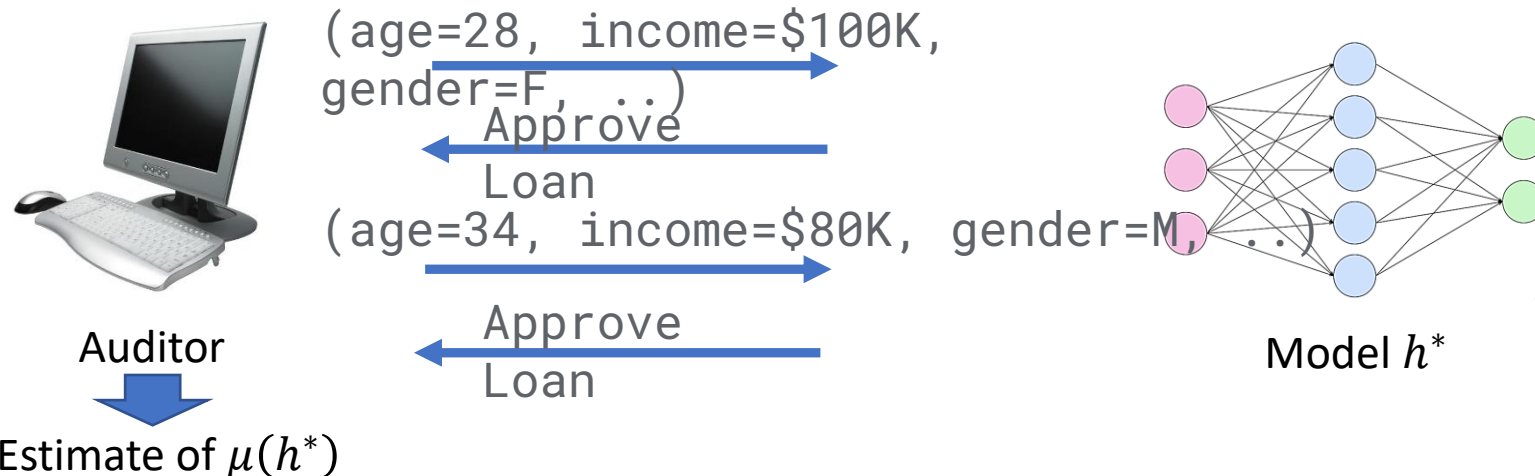 (age=28, income=$100K,
gender=F, ..)
Approve
Loan
(age=34, income=$80K, gender=M, ..)
Approve
Loan
Auditor
Model h*
Estimate of μ(h*)